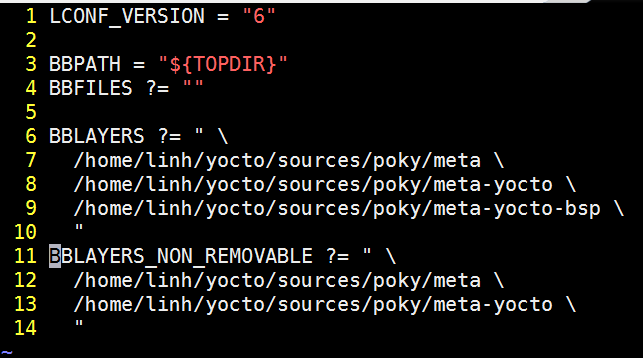 1 LCONF_VERSION = "6"
2
3 BBPATH = "${TOPDIR}"
4 BBFILES ?= ""
5
6 BBLAYERS ?= " \
7   /home/linh/yocto/sources/poky/meta \
8   /home/linh/yocto/sources/poky/meta-yocto \
9   /home/linh/yocto/sources/poky/meta-yocto-bsp \
10   "
11 BBLAYERS_NON_REMOVABLE ?= " \
12   /home/linh/yocto/sources/poky/meta \
13   /home/linh/yocto/sources/poky/meta-yocto \
14   "
~